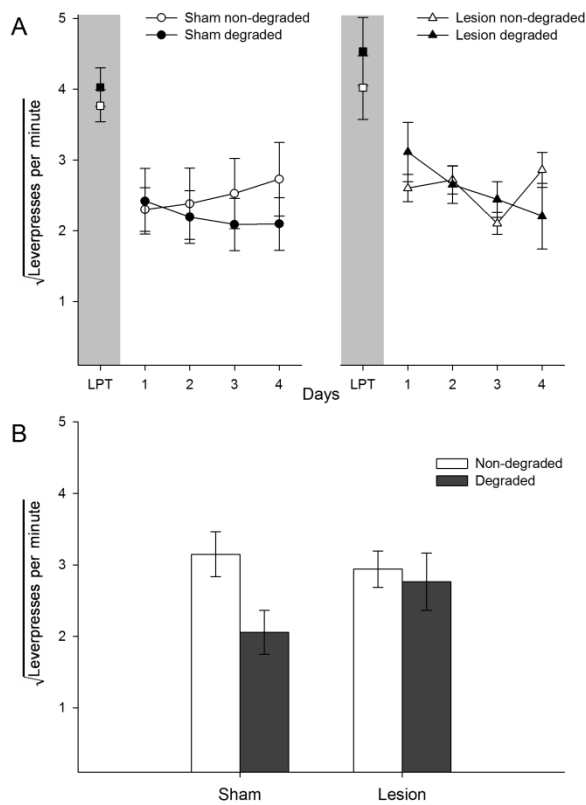 A
Sham non-degraded
Sham degraded
Lesion non-degraded
Lesion degraded
√Leverpresses per minute
5
4
3
2
1
LPT 1 2 3 4
LPT 1 2 3 4
Days
B
Non-degraded
Degraded
√Leverpresses per minute
5
4
3
2
1
Sham Lesion